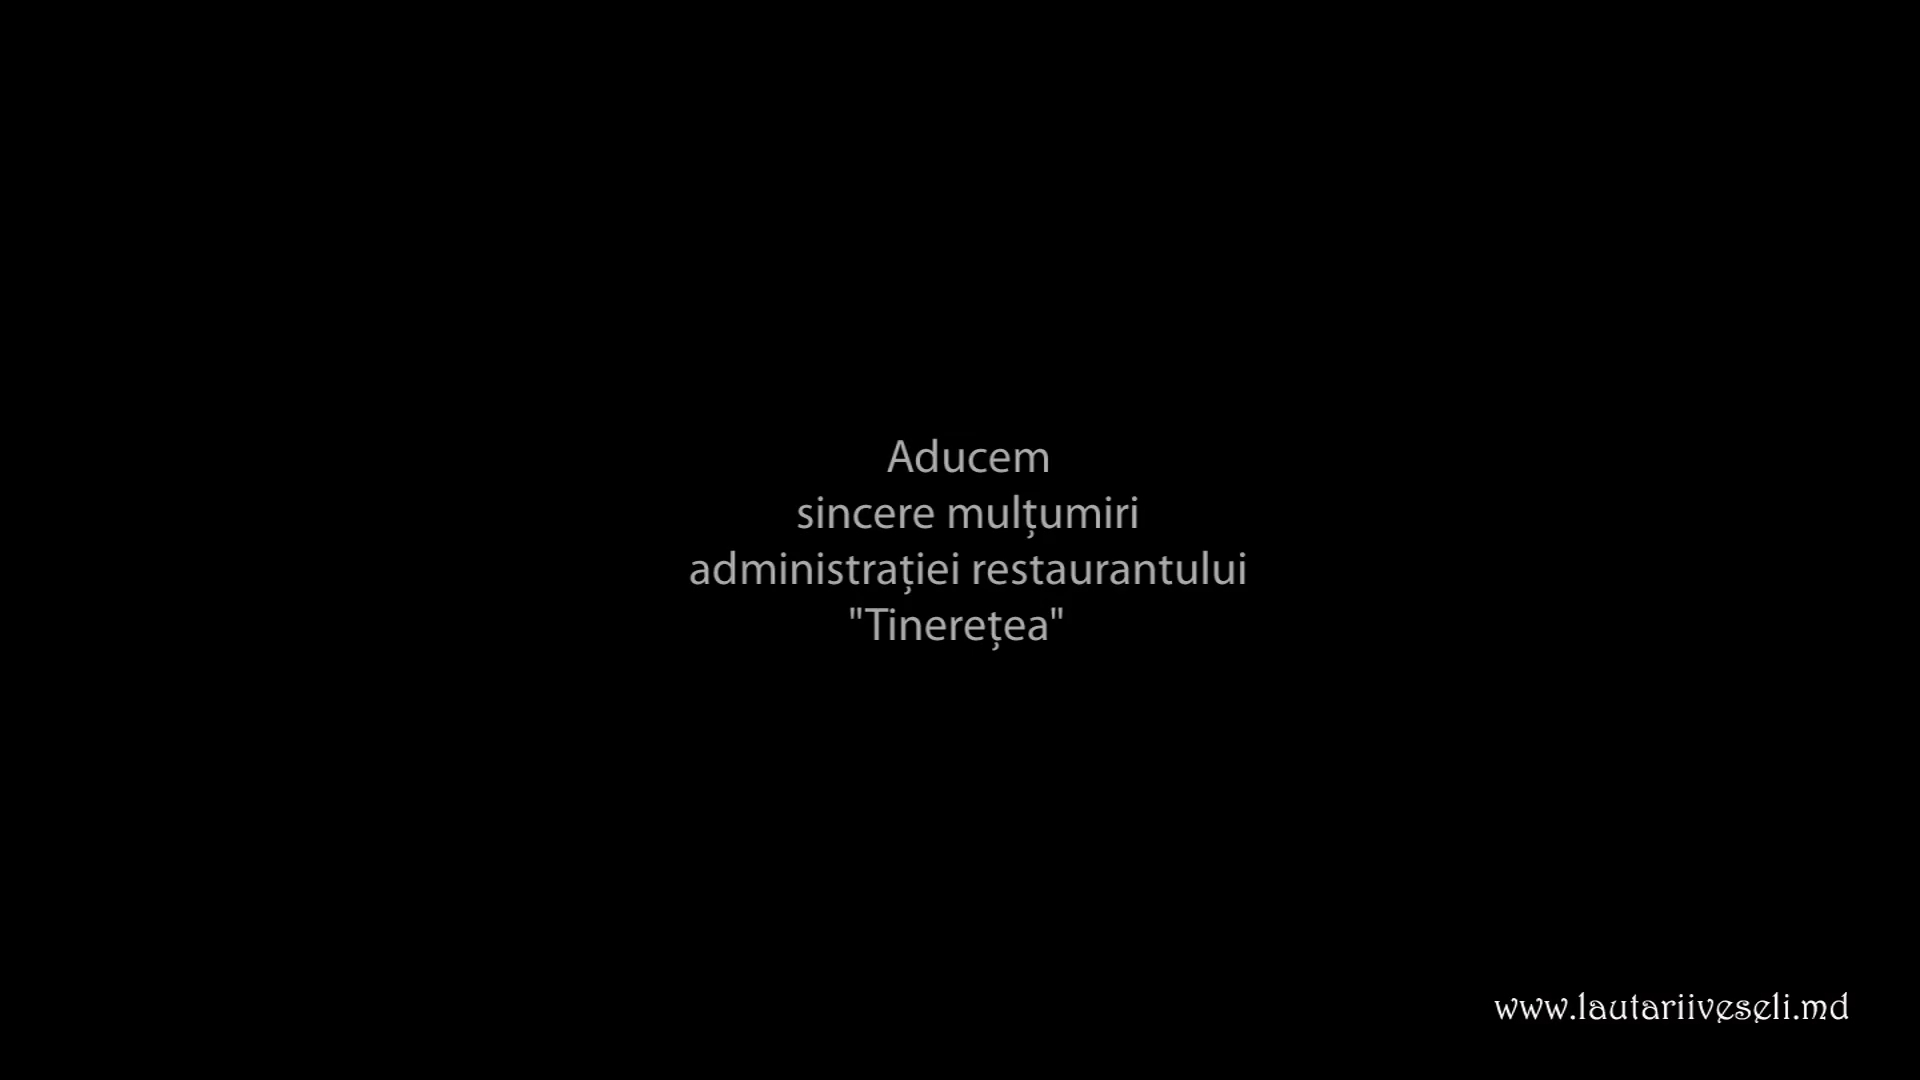 Aducem
sincere mulțumiri
administrației restaurantului
"Tinerețea"
www.lautariiveseli.md